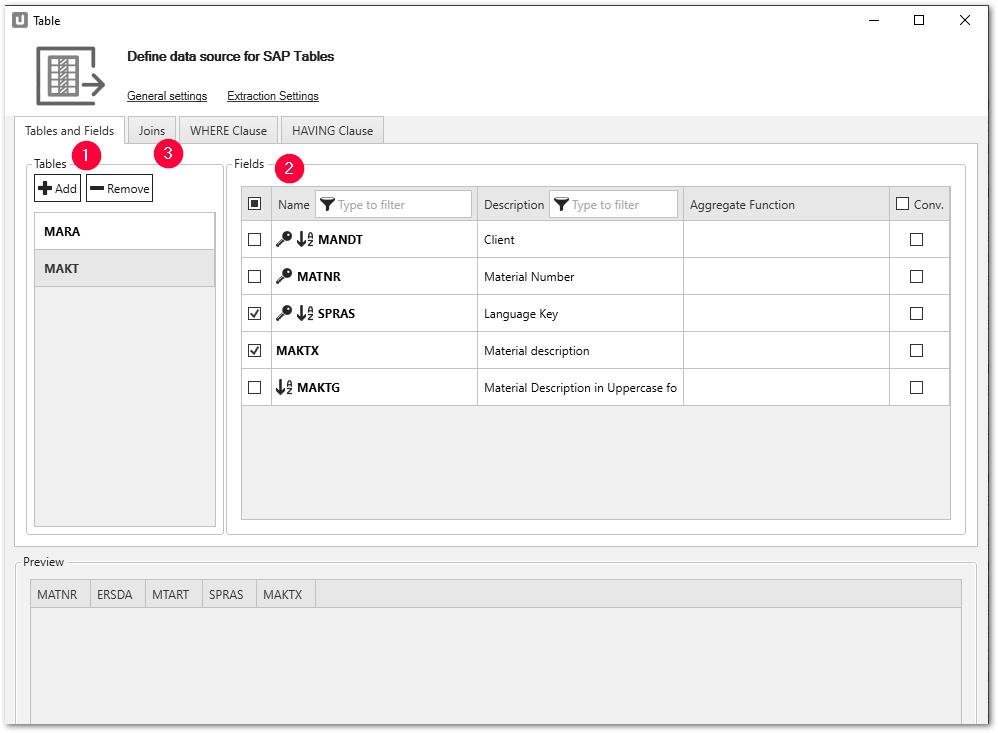 Table
Define data source for SAP Tables
General settings Extraction Settings
Tables and Fields Joins WHERE Clause HAVING Clause
1 3
Tables Fields 2
Add Remove
Name Type to filter Description Type to filter Aggregate Function Conv.
MARA
MAKT
MANDT Client
MATNR Material Number
SPRAS Language Key
MAKTX Material description
MAKTG Material Description in Uppercase fo
Preview
MATNR ERSDA MTART SPRAS MAKTX